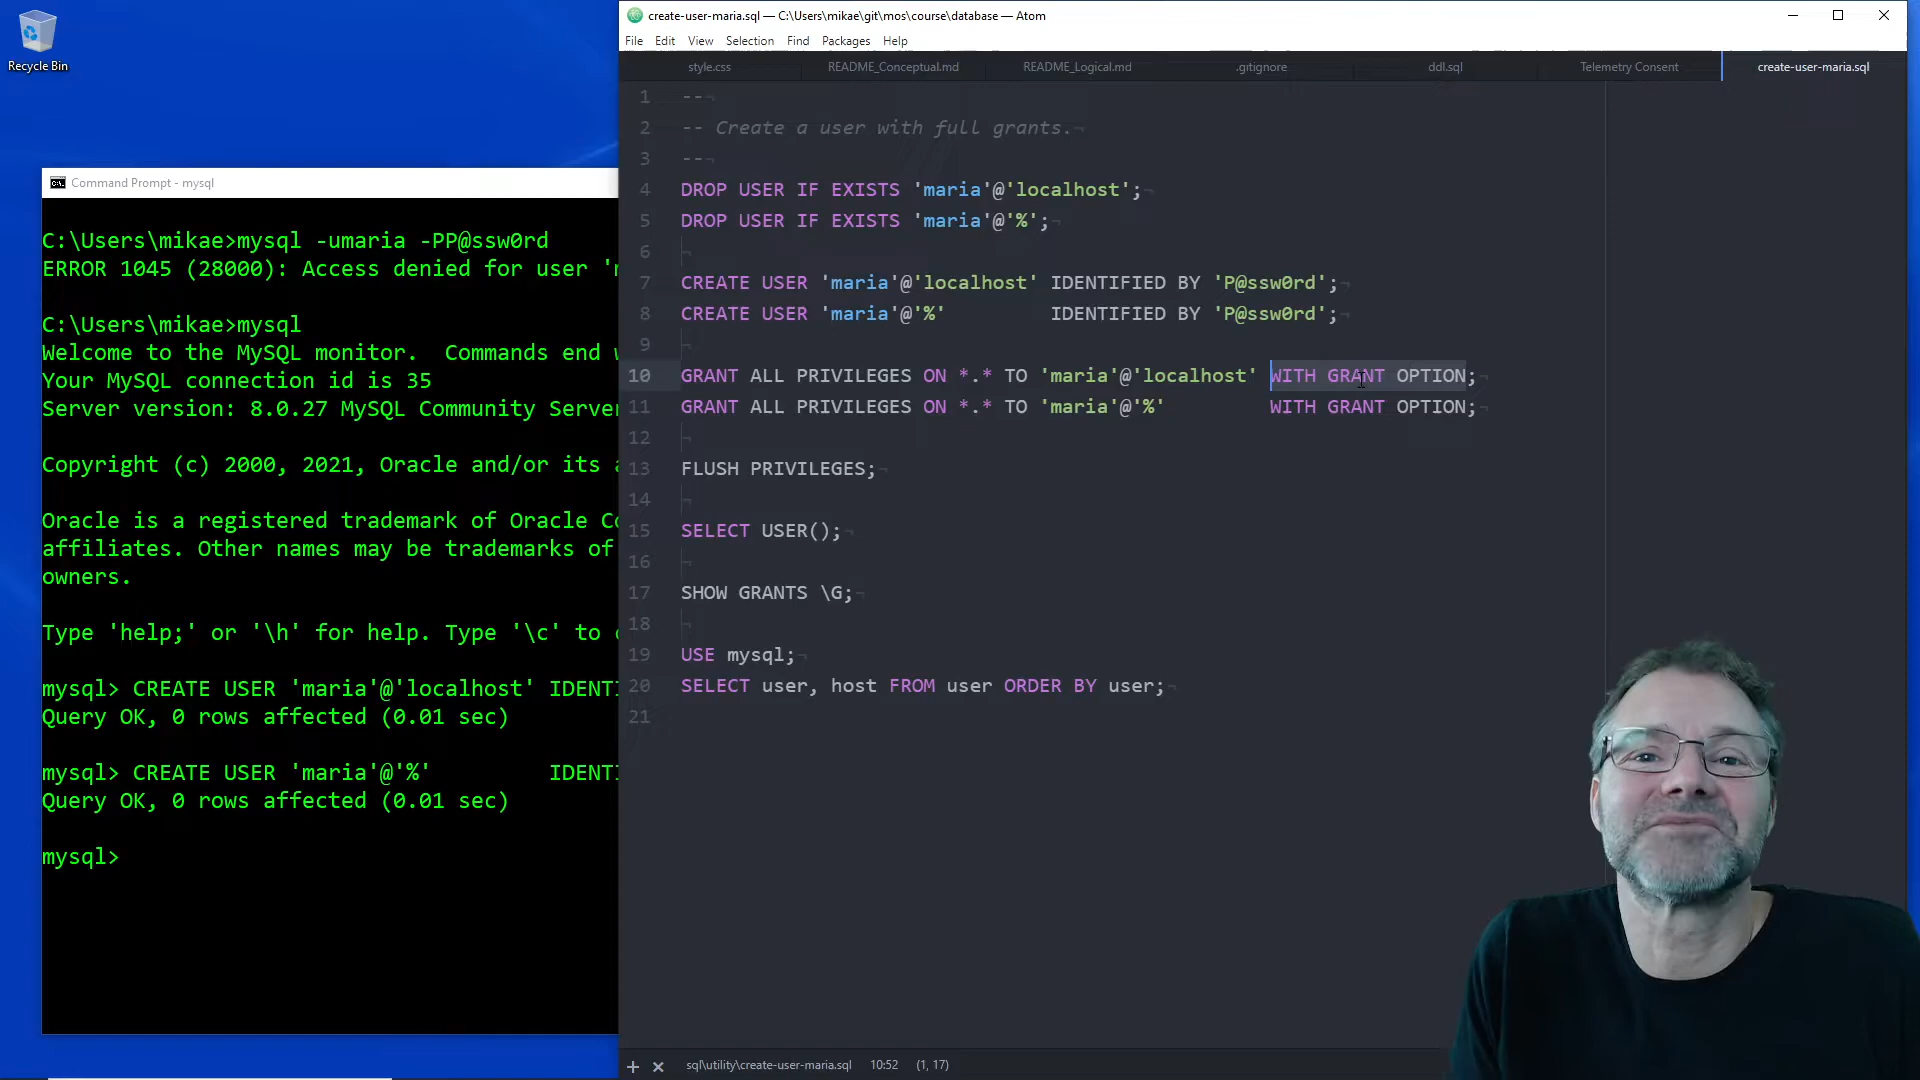 Recycle Bin
Command Prompt - mysql
C:\Users\mikae>mysql -umaria -PP@ssw0rd
ERROR 1045 (28000): Access denied for user '
C:\Users\mikae>mysql
Welcome to the MySQL monitor.  Commands end
Your MySQL connection id is 35
Server version: 8.0.27 MySQL Community Serve
Copyright (c) 2000, 2021, Oracle and/or its
Oracle is a registered trademark of Oracle C
affiliates. Other names may be trademarks of
owners.
Type 'help;' or '\h' for help. Type '\c' to
mysql> CREATE USER 'maria'@'localhost' IDENTI
Query OK, 0 rows affected (0.01 sec)
mysql> CREATE USER 'maria'@'%'          IDENTI
Query OK, 0 rows affected (0.01 sec)
mysql>
create-user-maria.sql — C:\Users\mikae\git\mos\course\database — Atom
File Edit View Selection Find Packages Help
style.css README_Conceptual.md README_Logical.md .gitignore ddl.sql Telemetry Consent create-user-maria.sql
1 --¬
2 -- Create a user with full grants.¬
3 --¬
4 DROP USER IF EXISTS 'maria'@'localhost';¬
5 DROP USER IF EXISTS 'maria'@'%';¬
6 ¬
7 CREATE USER 'maria'@'localhost' IDENTIFIED BY 'P@ssw0rd';¬
8 CREATE USER 'maria'@'%'         IDENTIFIED BY 'P@ssw0rd';¬
9 ¬
10 GRANT ALL PRIVILEGES ON *.* TO 'maria'@'localhost' WITH GRANT OPTION;¬
11 GRANT ALL PRIVILEGES ON *.* TO 'maria'@'%'         WITH GRANT OPTION;¬
12 ¬
13 FLUSH PRIVILEGES;¬
14 ¬
15 SELECT USER();¬
16 ¬
17 SHOW GRANTS \G;¬
18 ¬
19 USE mysql;¬
20 SELECT user, host FROM user ORDER BY user;¬
21
sql\utility\create-user-maria.sql 10:52 (1, 17)